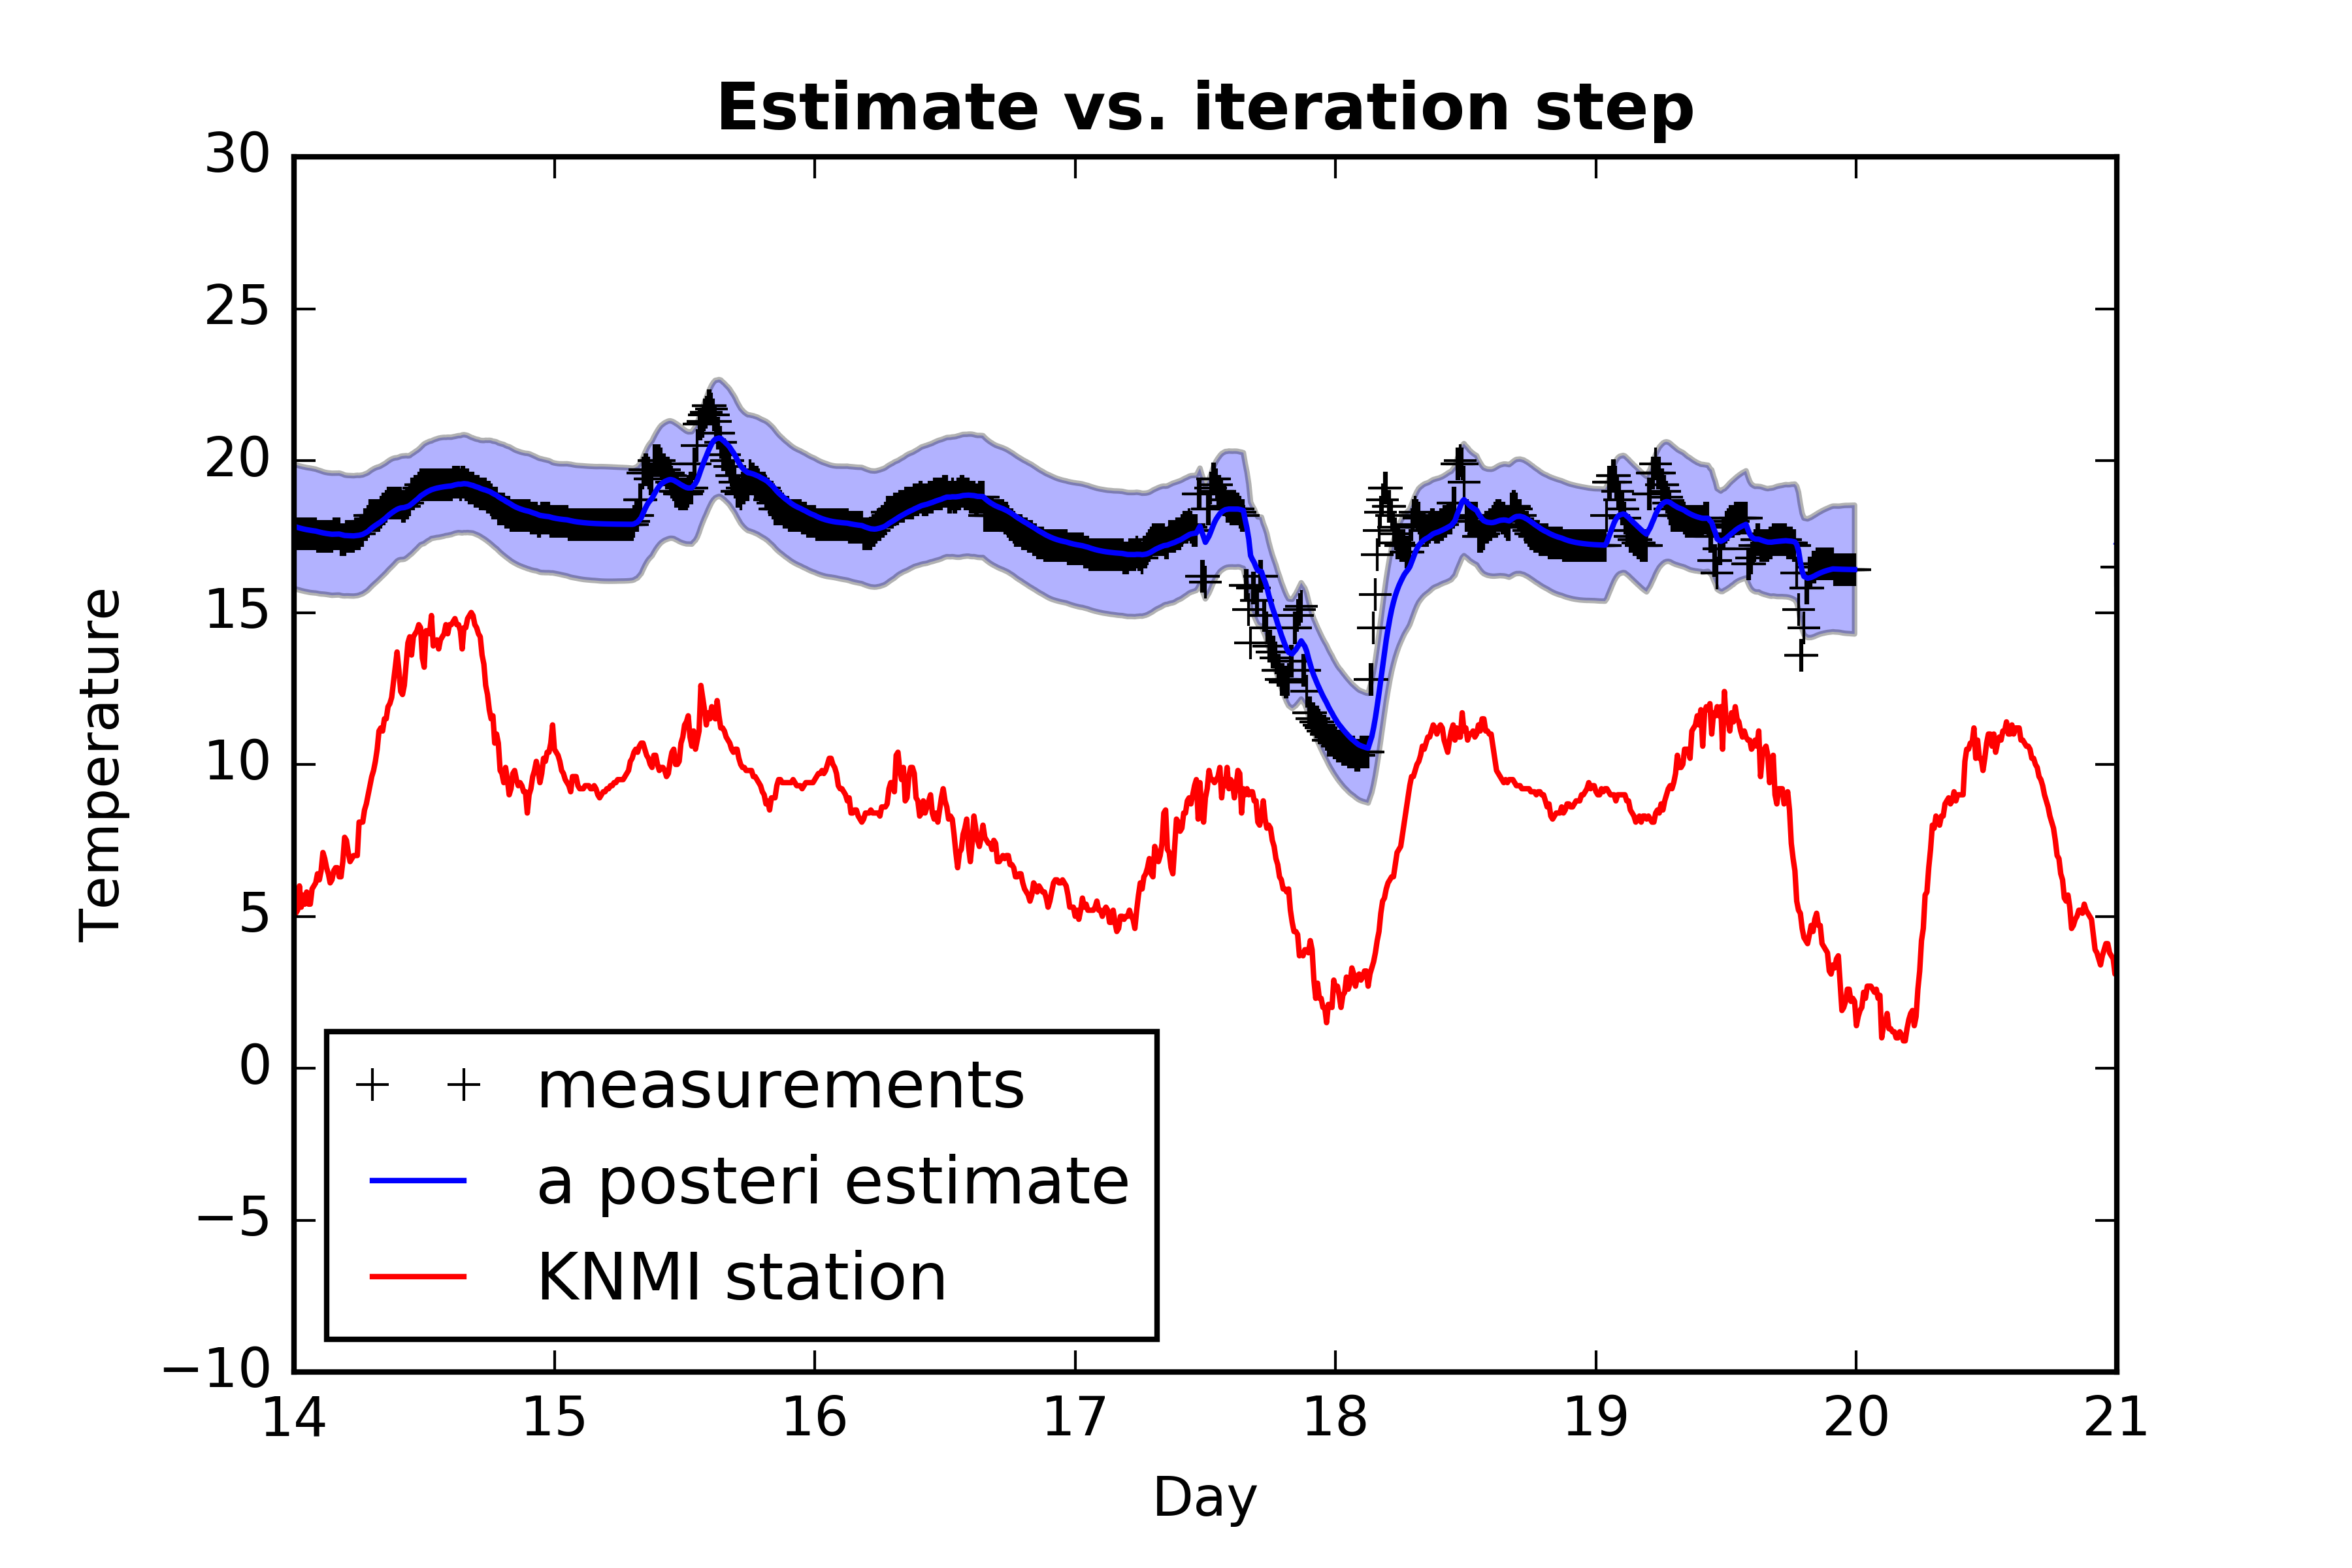 Estimate vs. iteration step
30
25
20
15
10
5
0
−5
−10
Temperature
measurements
a posteri estimate
KNMI station
14 15 16 17 18 19 20 21
Day